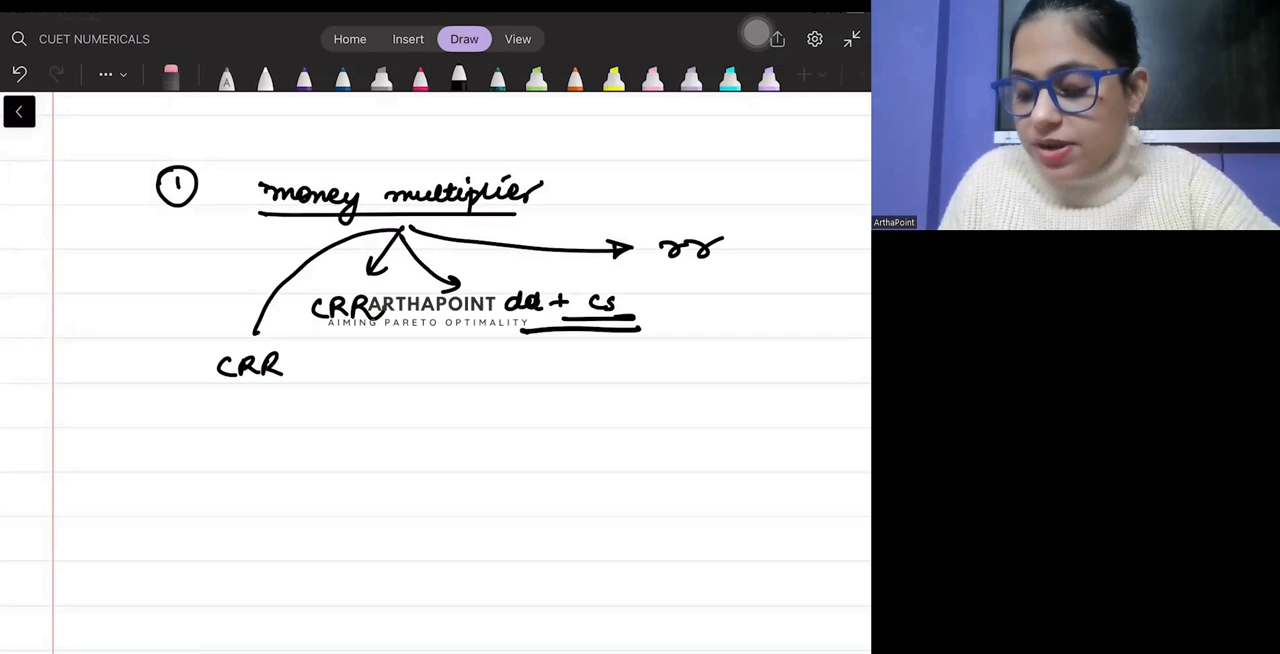 CUET NUMERICALS
Home Insert Draw View
A
① money multiplier
rr
CRR dd + cs
ARTHAPOINT
AIMING PARETO OPTIMALITY
CRR
ArthaPoint